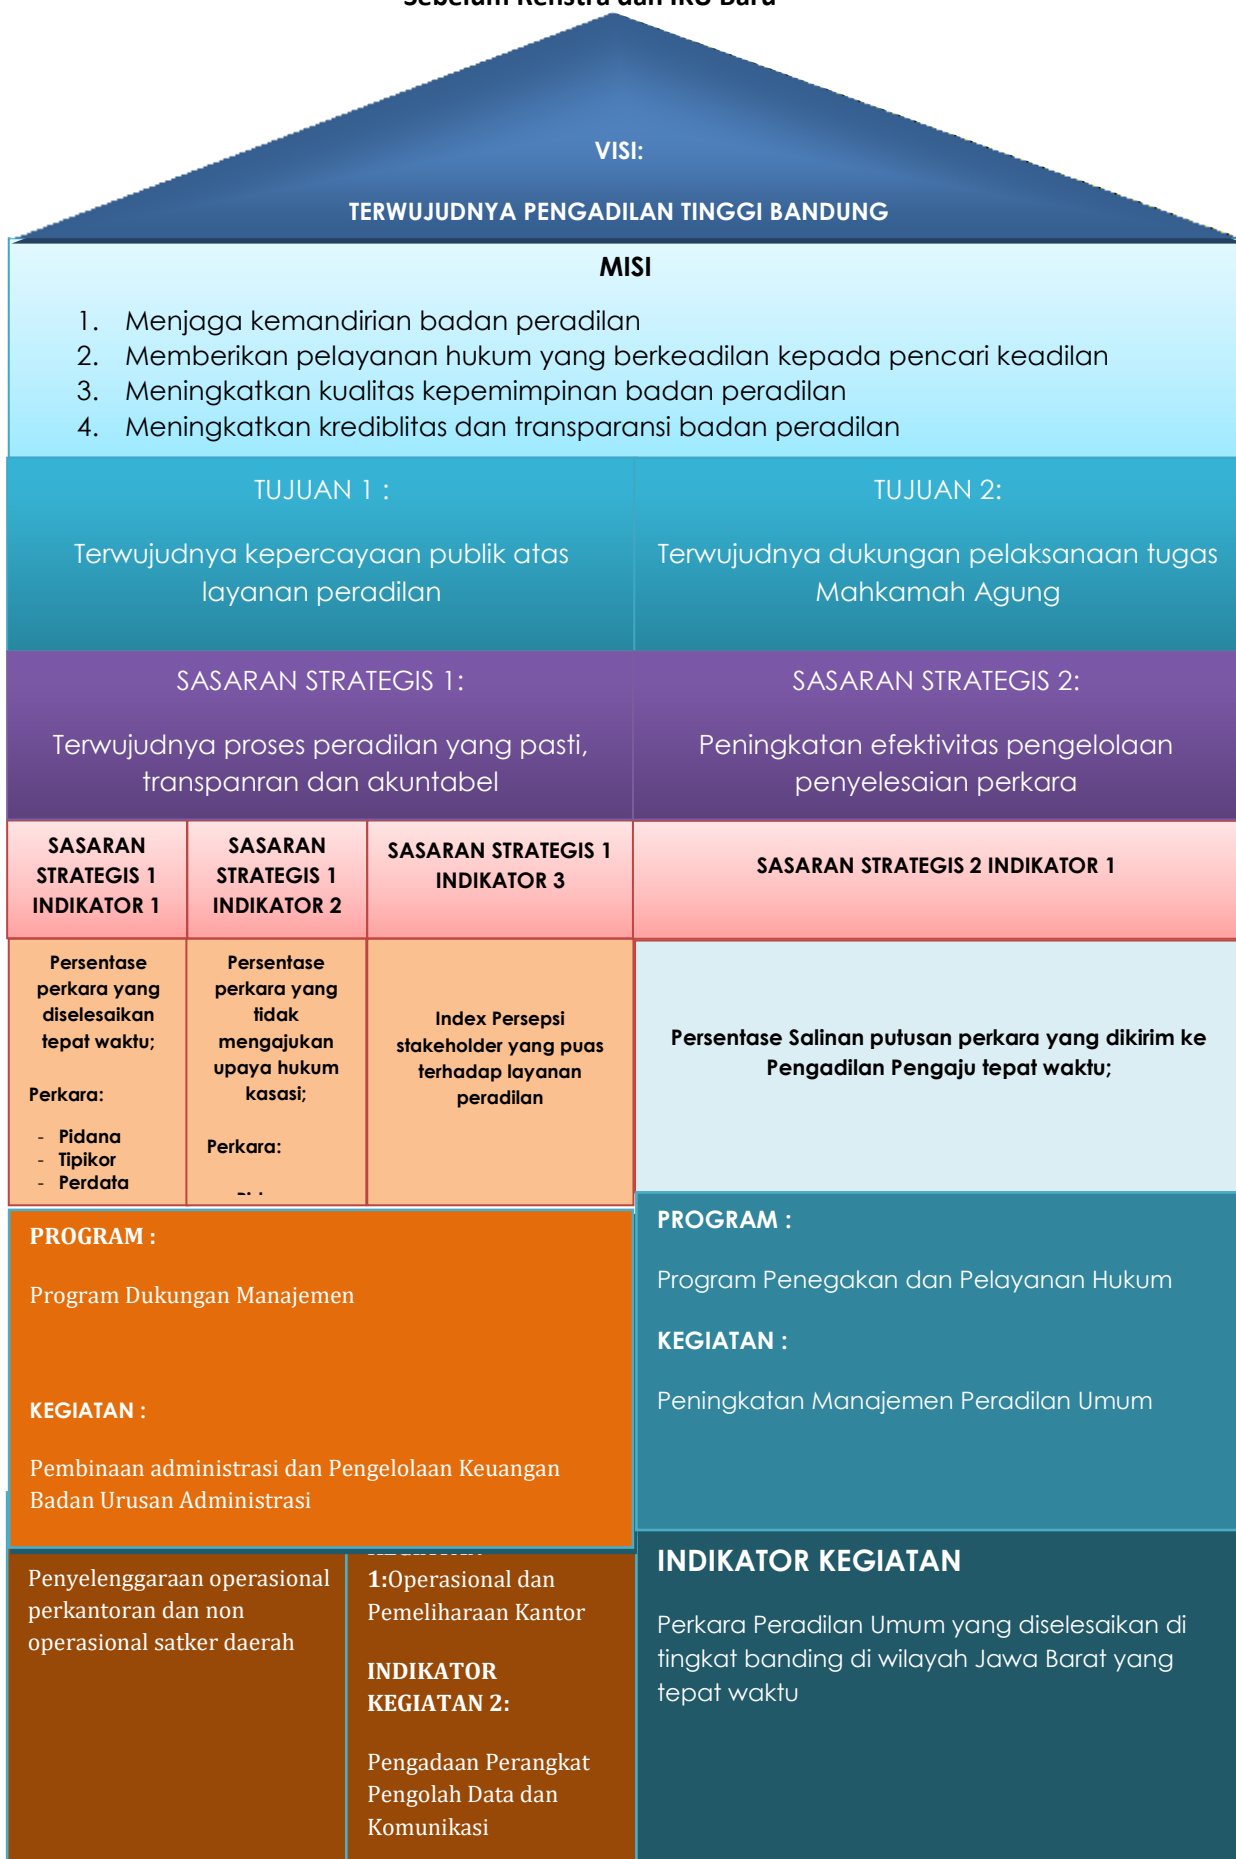 Sebelum Renstra dan IKU Baru
VISI:
TERWUJUDNYA PENGADILAN TINGGI BANDUNG
MISI
1. Menjaga kemandirian badan peradilan
2. Memberikan pelayanan hukum yang berkeadilan kepada pencari keadilan
3. Meningkatkan kualitas kepemimpinan badan peradilan
4. Meningkatkan krediblitas dan transparansi badan peradilan
TUJUAN 1 :
Terwujudnya kepercayaan publik atas
layanan peradilan
TUJUAN 2:
Terwujudnya dukungan pelaksanaan tugas
Mahkamah Agung
SASARAN STRATEGIS 1:
Terwujudnya proses peradilan yang pasti,
transpanran dan akuntabel
SASARAN STRATEGIS 2:
Peningkatan efektivitas pengelolaan
penyelesaian perkara
SASARAN
STRATEGIS 1
INDIKATOR 1
SASARAN
STRATEGIS 1
INDIKATOR 2
SASARAN STRATEGIS 1
INDIKATOR 3
SASARAN STRATEGIS 2 INDIKATOR 1
Persentase
perkara yang
diselesaikan
tepat waktu;
Perkara:
- Pidana
- Tipikor
- Perdata
Persentase
perkara yang
tidak
mengajukan
upaya hukum
kasasi;
Perkara:
Index Persepsi
stakeholder yang puas
terhadap layanan
peradilan
Persentase Salinan putusan perkara yang dikirim ke
Pengadilan Pengaju tepat waktu;
PROGRAM :
Program Dukungan Manajemen
KEGIATAN :
Pembinaan administrasi dan Pengelolaan Keuangan
Badan Urusan Administrasi
PROGRAM :
Program Penegakan dan Pelayanan Hukum
KEGIATAN :
Peningkatan Manajemen Peradilan Umum
Penyelenggaraan operasional
perkantoran dan non
operasional satker daerah
1:Operasional dan
Pemeliharaan Kantor
INDIKATOR
KEGIATAN 2:
Pengadaan Perangkat
Pengolah Data dan
Komunikasi
INDIKATOR KEGIATAN
Perkara Peradilan Umum yang diselesaikan di
tingkat banding di wilayah Jawa Barat yang
tepat waktu